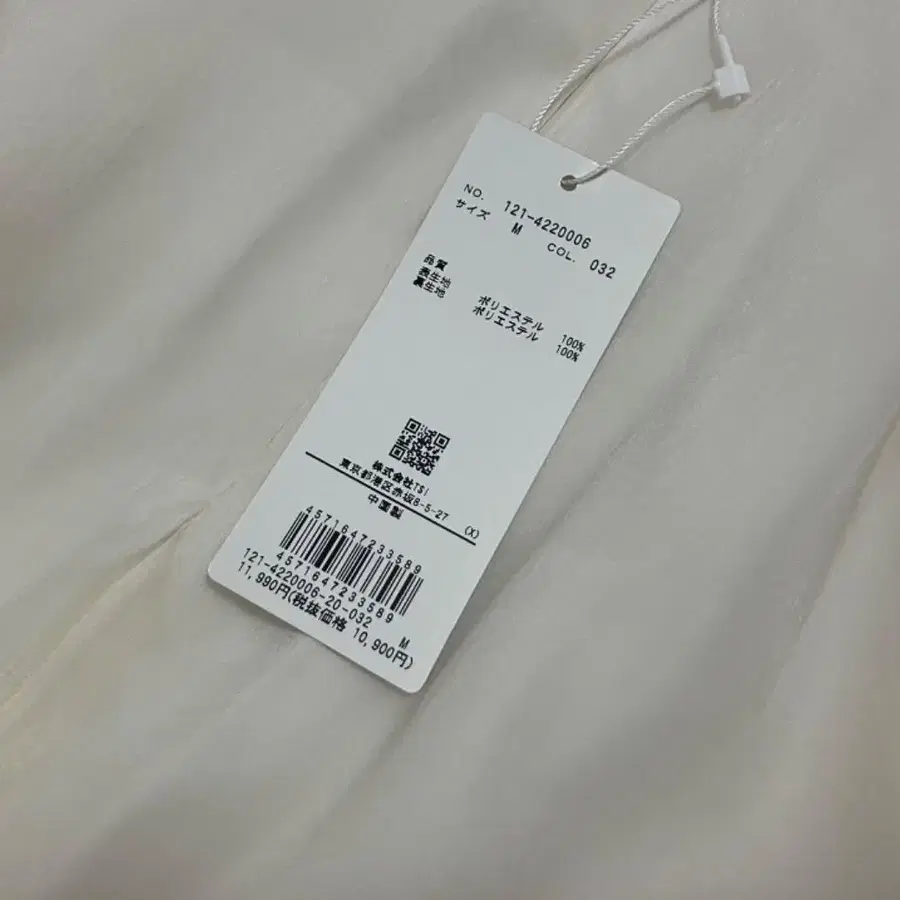 NO. 121-4220006
サイズ M COL. 032
品質
表生地 ポリエステル 100%
裏生地 ポリエステル 100%
株式会社TSI
東京都港区赤坂8-5-27 (X)
中国製
4571647233589
4571647233589
121-4220006-20-032 M
11,990円(税抜価格 10,900円)